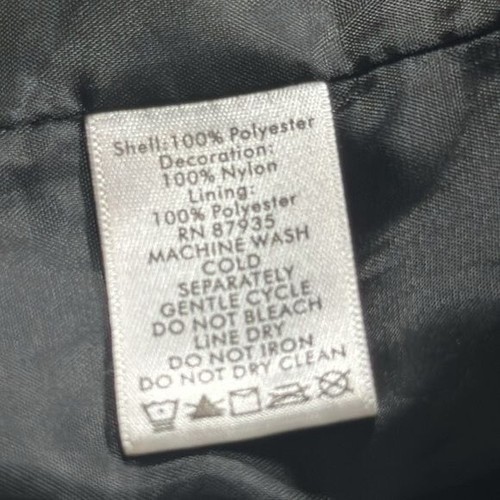 Shell:100% Polyester
Decoration:
100% Nylon
Lining:
100% Polyester
RN 87935
MACHINE WASH
COLD
SEPARATELY
GENTLE CYCLE
DO NOT BLEACH
LINE DRY
DO NOT IRON
DO NOT DRY CLEAN